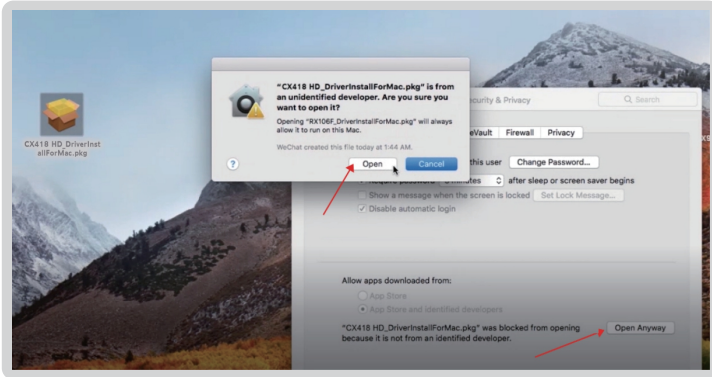 CX418 HD_DriverInst
allForMac.pkg
"CX418 HD_DriverInstallForMac.pkg" is from
an unidentified developer. Are you sure you
want to open it?
Opening "RX106F_DriverInstallForMac.pkg" will always
allow it to run on this Mac.
WeChat created this file today at 1:44 AM.
?
Open
Cancel
ecurity & Privacy
Search
eVault
Firewall
Privacy
this user
Change Password...
after sleep or screen saver begins
Show a message when the screen is locked
Set Lock Message...
Disable automatic login
Allow apps downloaded from:
App Store
App Store and identified developers
"CX418 HD_DriverInstallForMac.pkg" was blocked from opening
because it is not from an identified developer.
Open Anyway